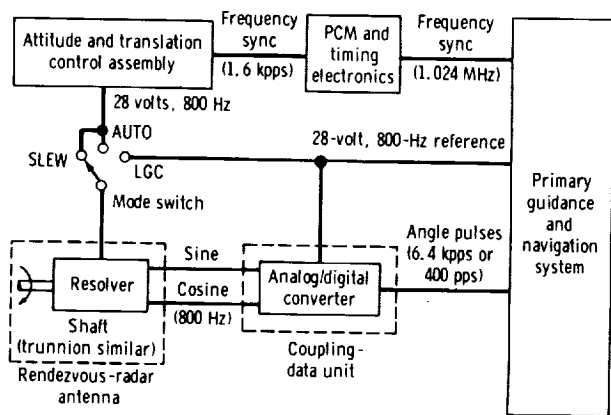 Attitude and translation
control assembly
Frequency
sync
(1.6 kpps)
PCM and
timing
electronics
Frequency
sync
(1.024 MHz)
28 volts, 800 Hz
AUTO
SLEW
LGC
Mode switch
28-volt, 800-Hz reference
Primary
guidance
and
navigation
system
Resolver
Sine
Cosine
(800 Hz)
Analog/digital
converter
Angle pulses
(6.4 kpps or
400 pps)
Shaft
(trunnion similar)
Rendezvous-radar
antenna
Coupling-
data unit